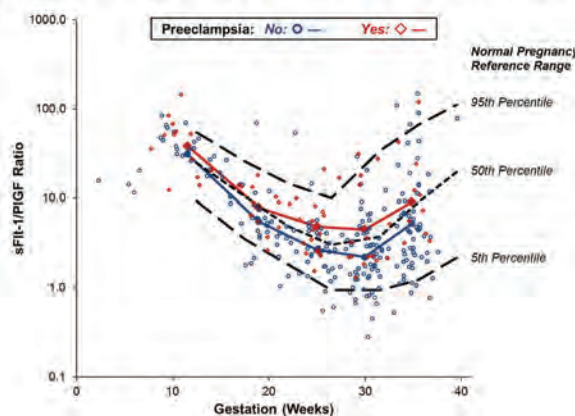 1000.0
Preeclampsia: No: Yes:
Normal Pregnancy
Reference Range
100.0
95th Percentile
10.0
50th Percentile
1.0
5th Percentile
0.1
sFlt-1/PlGF Ratio
0 10 20 30 40
Gestation (Weeks)